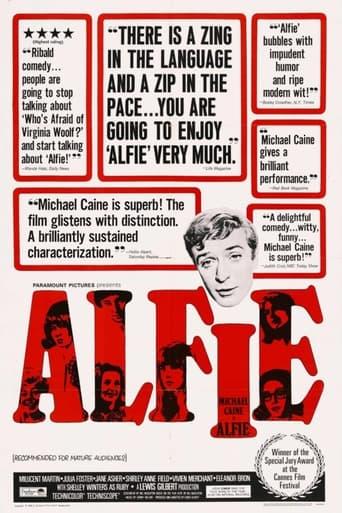 ★★★★
(Highest rating)
"Ribald
comedy...
people are
going to stop
talking about
'Who's Afraid of
Virginia Woolf?'
and start talking
about 'Alfie!'"
—Wanda Hale, Daily News
"THERE IS A ZING
IN THE LANGUAGE
AND A ZIP IN THE
PACE...YOU ARE
GOING TO ENJOY
'ALFIE' VERY MUCH."
—Life Magazine
"'Alfie'
bubbles with
impudent
humor
and ripe
modern wit!"
—Bosley Crowther, N.Y. Times
"Michael Caine
gives a
brilliant
performance."
—Red Book Magazine
"Michael Caine is superb! The
film glistens with distinction.
A brilliantly sustained
characterization."
—Hollis Alpert,
Saturday Review
"A delightful
comedy...witty,
funny...
Michael Caine
is superb!"
—Judith Crist, NBC Today Show
PARAMOUNT PICTURES presents
ALFIE
MICHAEL
CAINE
is
ALFIE
[RECOMMENDED FOR MATURE AUDIENCES]
Winner of the
Special Jury Award
at the
Cannes Film
Festival
MILLICENT MARTIN · JULIA FOSTER · JANE ASHER · SHIRLEY ANNE FIELD · VIVIEN MERCHANT · ELEANOR BRON
WITH SHELLEY WINTERS AS RUBY · A LEWIS GILBERT PRODUCTION
TECHNICOLOR TECHNISCOPE